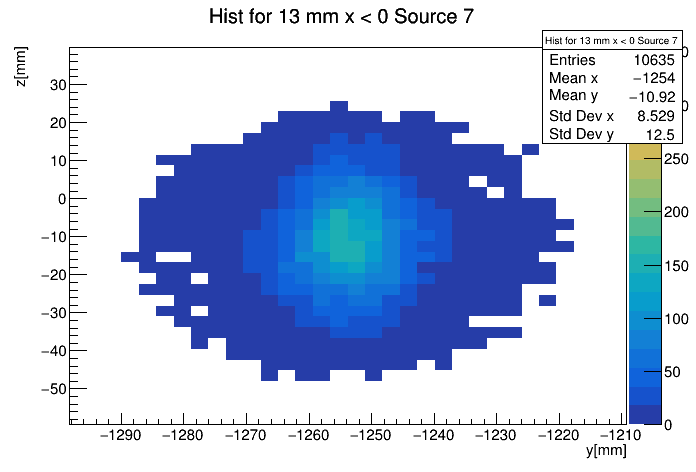 Hist for 13 mm x < 0 Source 7
z[mm]
Hist for 13 mm x < 0 Source 7
Entries 10635
Mean x −1254
Mean y −10.92
Std Dev x 8.529
Std Dev y 12.5
30
20
10
0
−10
−20
−30
−40
−50
250
200
150
100
50
0
−1290 −1280 −1270 −1260 −1250 −1240 −1230 −1220 −1210
y[mm]